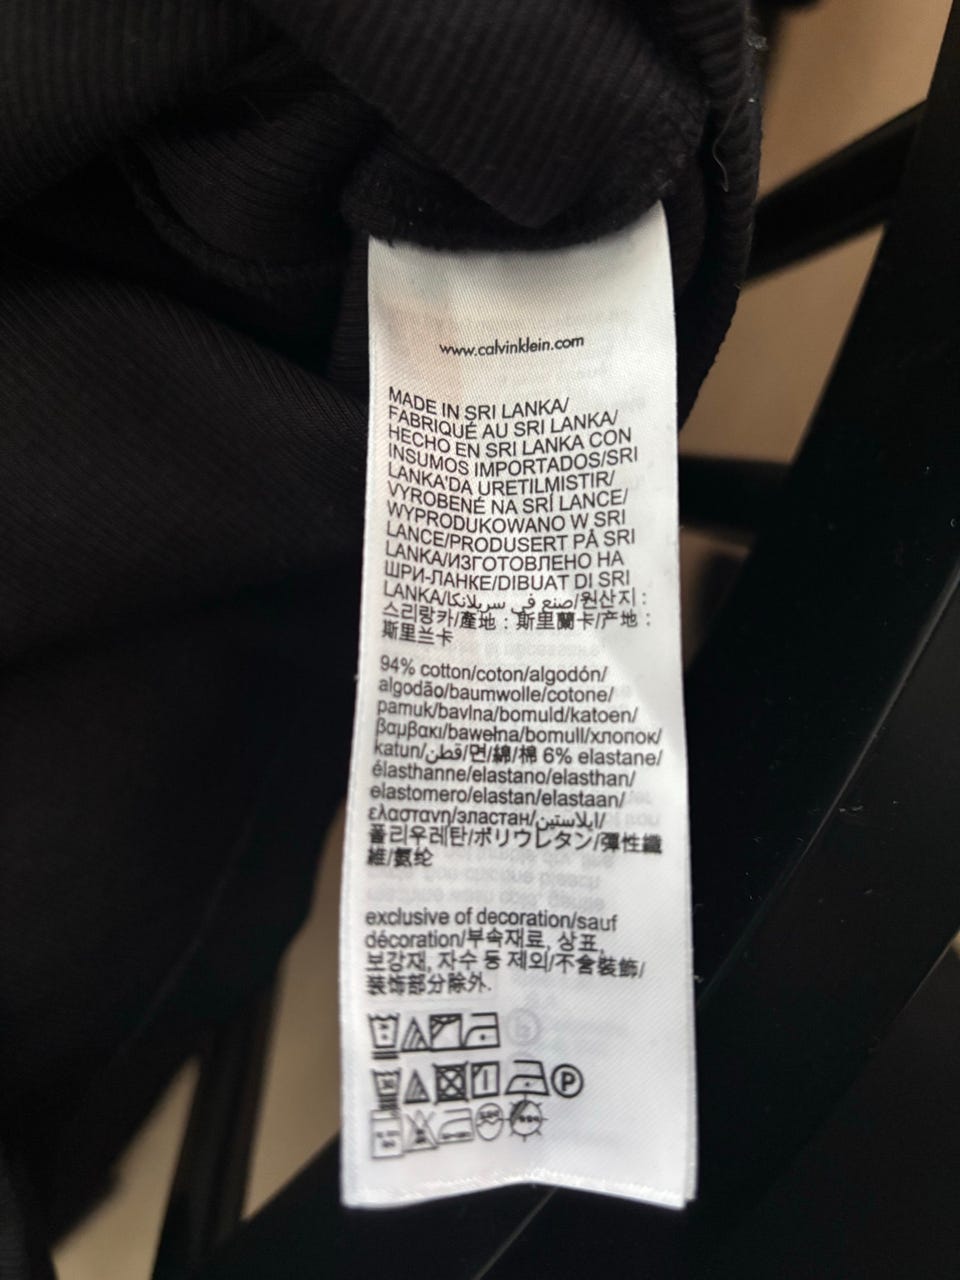 www.calvinklein.com
MADE IN SRI LANKA/
FABRIQUÉ AU SRI LANKA/
HECHO EN SRI LANKA CON
INSUMOS IMPORTADOS/SRI
LANKA'DA URETILMISTIR/
VYROBENÉ NA SRÍ LANCE/
WYPRODUKOWANO W SRI
LANCE/PRODUSERT PÅ SRI
LANKA/ИЗГОТОВЛЕНО НА
ШРИ-ЛАНКЕ/DIBUAT DI SRI
LANKA/صنع في سريلانكا/원산지 :
스리랑카/產地 : 斯里蘭卡/产地 :
斯里兰卡
94% cotton/coton/algodón/
algodão/baumwolle/cotone/
pamuk/bavlna/bomuld/katoen/
βαμβακι/bawełna/bomull/хлопок/
katun/قطن/면/綿/棉 6% elastane/
élasthanne/elastano/elasthan/
elastomero/elastan/elastaan/
ελαστανη/эластан/ايلاستين/
폴리우레탄/ポリウレタン/彈性纖
維/氨纶
exclusive of decoration/sauf
décoration/부속재료, 상표,
보강재, 자수 등 제외/不含裝飾/
装饰部分除外.
P